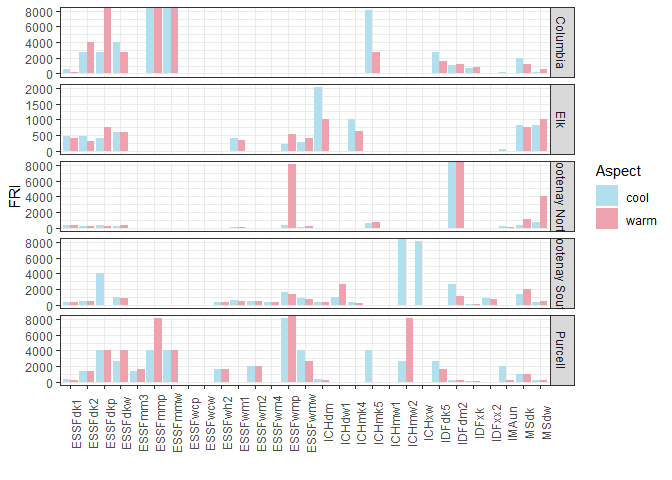 FRI
8000
6000
4000
2000
0
Columbia
2000
1500
1000
500
0
Elk
8000
6000
4000
2000
0
ootenay Nort
8000
6000
4000
2000
0
ootenay Sou
8000
6000
4000
2000
0
Purcell
ESSFdk1
ESSFdk2
ESSFdkp
ESSFdkw
ESSFmm3
ESSFmmp
ESSFmmw
ESSFwcp
ESSFwcw
ESSFwh2
ESSFwm1
ESSFwm2
ESSFwm4
ESSFwmp
ESSFwmw
ICHdm
ICHdw1
ICHmk4
ICHmk5
ICHmw1
ICHmw2
ICHxw
IDFdk5
IDFdm2
IDFxk
IDFxx2
IMAun
MSdk
MSdw
Aspect
cool
warm